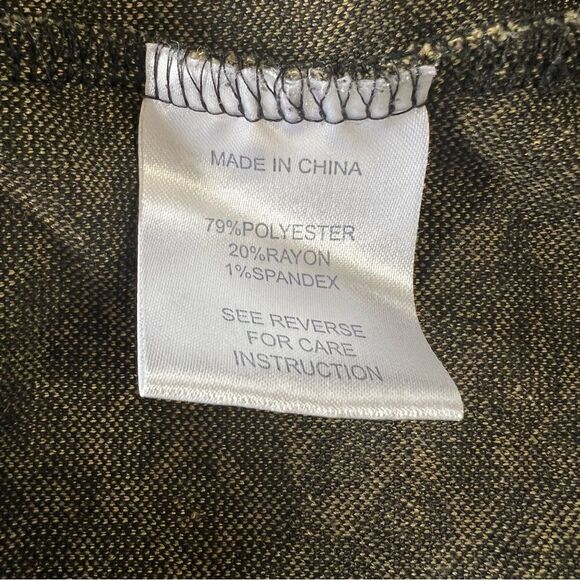 MADE IN CHINA
79%POLYESTER
20%RAYON
1%SPANDEX
SEE REVERSE
FOR CARE
INSTRUCTION